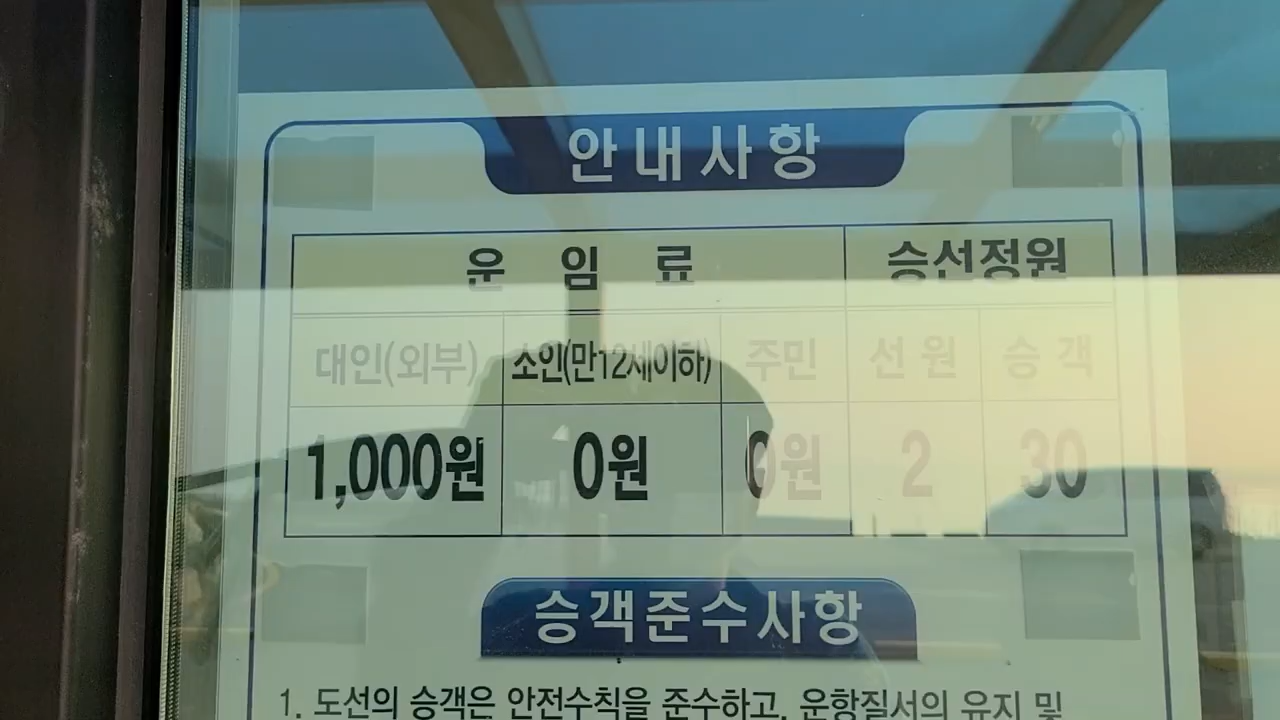 안내사항
운 임 료 승선정원
대인(외부) 소인(만12세이하) 주민 선원 승객
1,000원 0원 0원 2 30
승객준수사항
1. 도선의 승객은 안전수칙을 준수하고, 운항질서의 유지 및